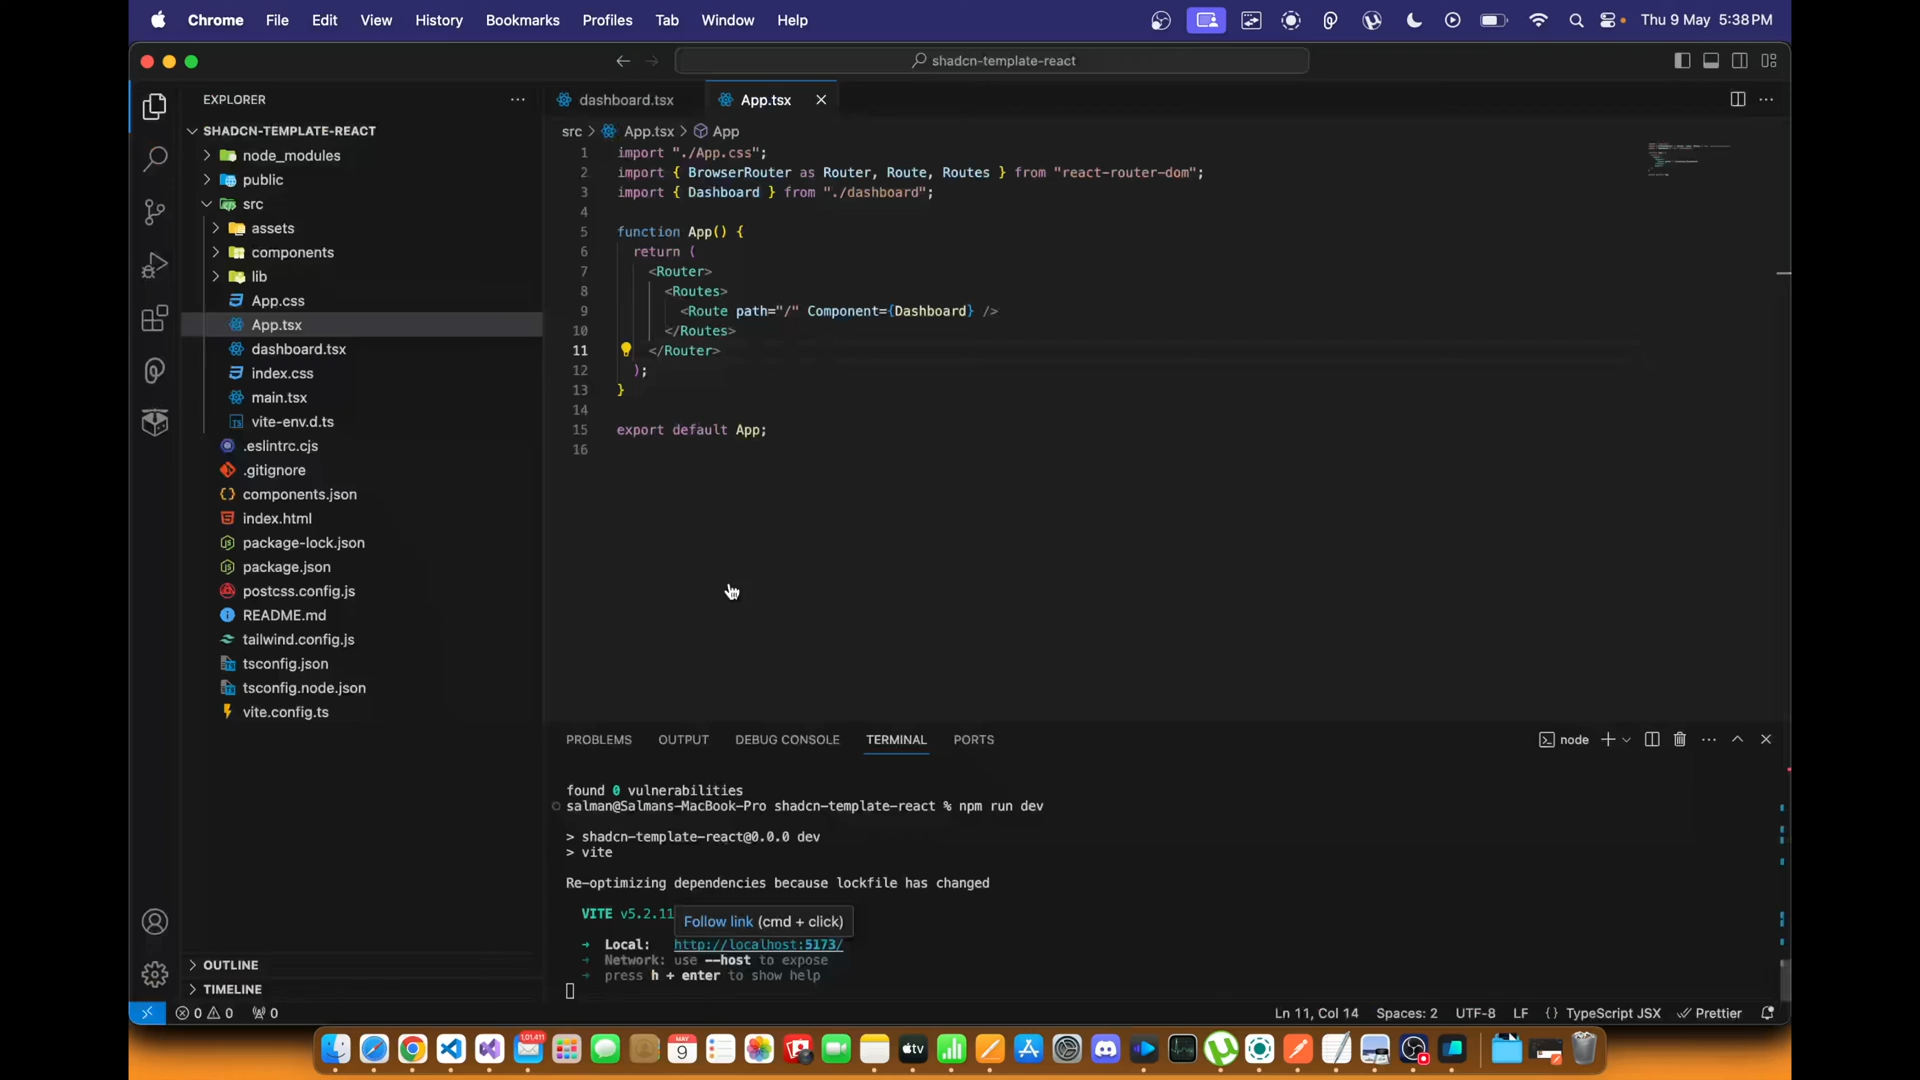 Chrome File Edit View History Bookmarks Profiles Tab Window Help Thu 9 May 5:38 PM
shadcn-template-react
EXPLORER
SHADCN-TEMPLATE-REACT
node_modules
public
src
assets
components
lib
App.css
App.tsx
dashboard.tsx
index.css
main.tsx
vite-env.d.ts
.eslintrc.cjs
.gitignore
components.json
index.html
package-lock.json
package.json
postcss.config.js
README.md
tailwind.config.js
tsconfig.json
tsconfig.node.json
vite.config.ts
OUTLINE
TIMELINE
dashboard.tsx App.tsx
src > App.tsx > App
1 import "./App.css";
2 import { BrowserRouter as Router, Route, Routes } from "react-router-dom";
3 import { Dashboard } from "./dashboard";
4
5 function App() {
6 return (
7 <Router>
8 <Routes>
9 <Route path="/" Component={Dashboard} />
10 </Routes>
11 </Router>
12 );
13 }
14
15 export default App;
16
PROBLEMS OUTPUT DEBUG CONSOLE TERMINAL PORTS node
found 0 vulnerabilities
salman@Salmans-MacBook-Pro shadcn-template-react % npm run dev
> shadcn-template-react@0.0.0 dev
> vite
Re-optimizing dependencies because lockfile has changed
VITE v5.2.11
Follow link (cmd + click)
➜ Local: http://localhost:5173/
➜ Network: use --host to expose
➜ press h + enter to show help
0 0 0 Ln 11, Col 14 Spaces: 2 UTF-8 LF {} TypeScript JSX Prettier
1,01,411
MAY
9
tv